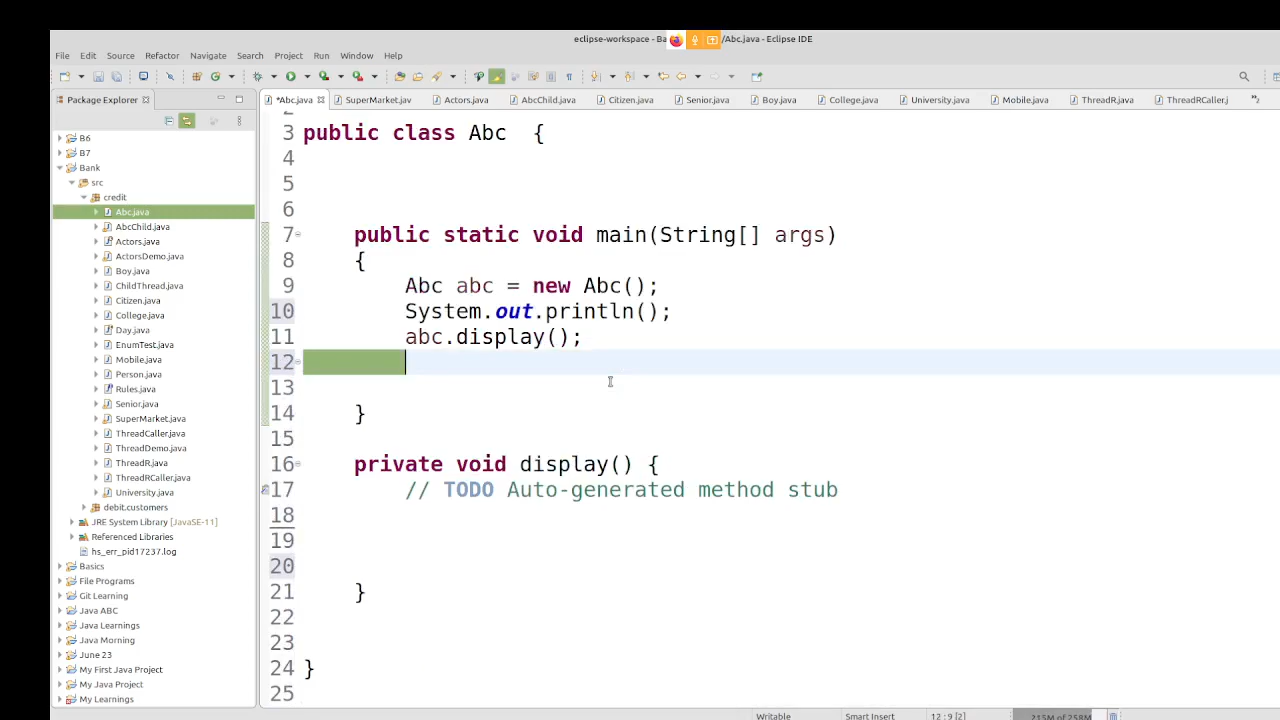 eclipse-workspace - Ba /Abc.java - Eclipse IDE
File Edit Source Refactor Navigate Search Project Run Window Help
Package Explorer
*Abc.java SuperMarket.jav Actors.java AbcChild.java Citizen.java Senior.java Boy.java College.java University.java Mobile.java ThreadR.java ThreadRCaller.j
B6
B7
Bank
src
credit
Abc.java
AbcChild.java
Actors.java
ActorsDemo.java
Boy.java
ChildThread.java
Citizen.java
College.java
Day.java
EnumTest.java
Mobile.java
Person.java
Rules.java
Senior.java
SuperMarket.java
ThreadCaller.java
ThreadDemo.java
ThreadR.java
ThreadRCaller.java
University.java
debit.customers
JRE System Library [JavaSE-11]
Referenced Libraries
hs_err_pid17237.log
Basics
File Programs
Git Learning
Java ABC
Java Learnings
Java Morning
June 23
My First Java Project
My Java Project
My Learnings
3 public class Abc {
4
5
6
7 public static void main(String[] args)
8 {
9 Abc abc = new Abc();
10 System.out.println();
11 abc.display();
12
13
14 }
15
16 private void display() {
17 // TODO Auto-generated method stub
18
19
20
21 }
22
23
24 }
25
Writable Smart Insert 12 : 9 [2] 215M of 258M